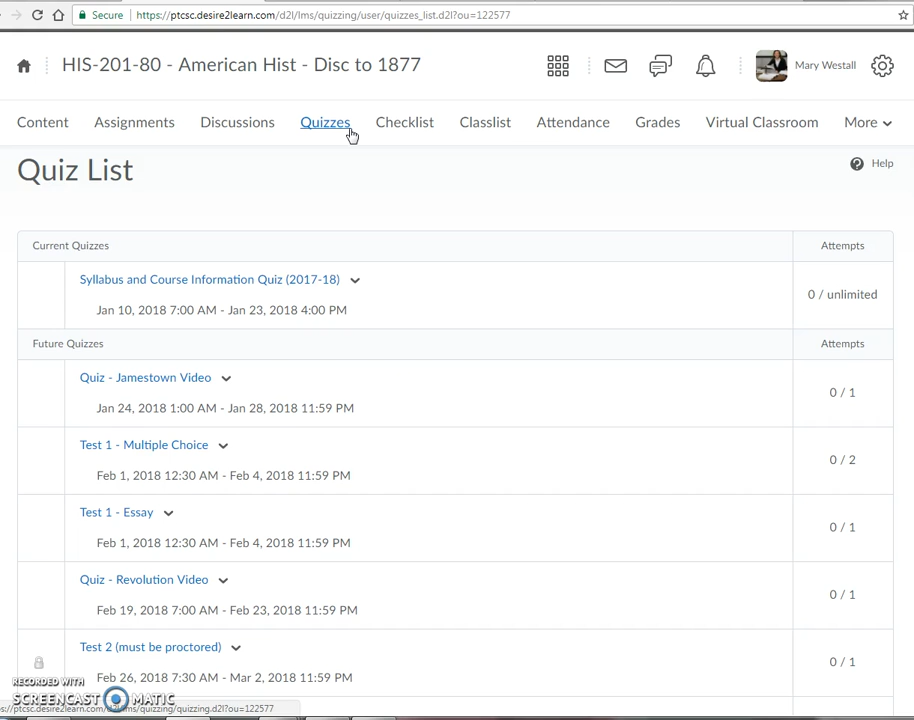 Secure https://ptcsc.desire2learn.com/d2l/lms/quizzing/user/quizzes_list.d2l?ou=122577
HIS-201-80 - American Hist - Disc to 1877
Mary Westall
Content Assignments Discussions Quizzes Checklist Classlist Attendance Grades Virtual Classroom More
Quiz List
Help
Current Quizzes Attempts
Syllabus and Course Information Quiz (2017-18)
0 / unlimited
Jan 10, 2018 7:00 AM - Jan 23, 2018 4:00 PM
Future Quizzes Attempts
Quiz - Jamestown Video
0 / 1
Jan 24, 2018 1:00 AM - Jan 28, 2018 11:59 PM
Test 1 - Multiple Choice
0 / 2
Feb 1, 2018 12:30 AM - Feb 4, 2018 11:59 PM
Test 1 - Essay
0 / 1
Feb 1, 2018 12:30 AM - Feb 4, 2018 11:59 PM
Quiz - Revolution Video
0 / 1
Feb 19, 2018 7:00 AM - Feb 23, 2018 11:59 PM
Test 2 (must be proctored)
0 / 1
Feb 26, 2018 7:30 AM - Mar 2, 2018 11:59 PM
RECORDED WITH
SCREENCAST MATIC
s://ptcsc.desire2learn.com/d2l/lms/quizzing/quizzing.d2l?ou=122577